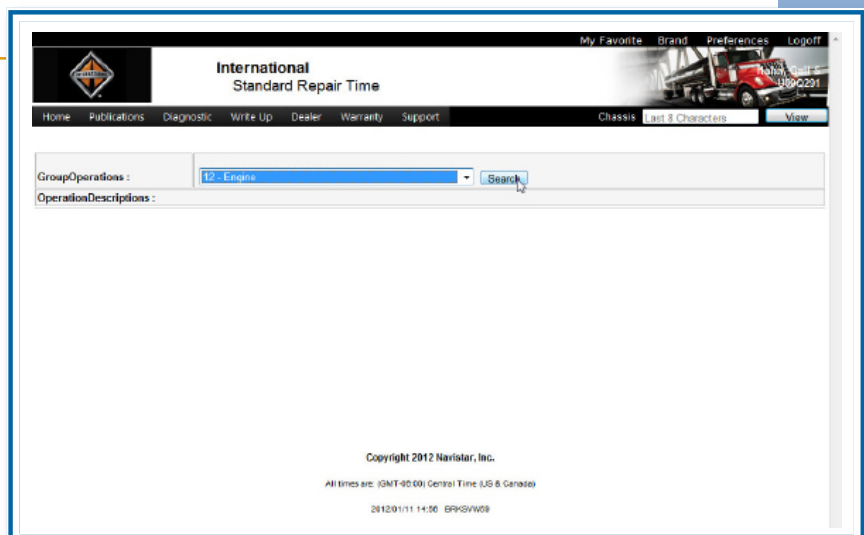 My Favorite Brand Preferences Logoff
International
Standard Repair Time
Home Publications Diagnostic Write Up Dealer Warranty Support Chassis Last 8 Characters View
GroupOperations : 12 - Engine Search
OperationDescriptions :
Copyright 2012 Navistar, Inc.
All times are: (GMT-06:00) Central Time (US & Canada)
2012/01/11 14:56